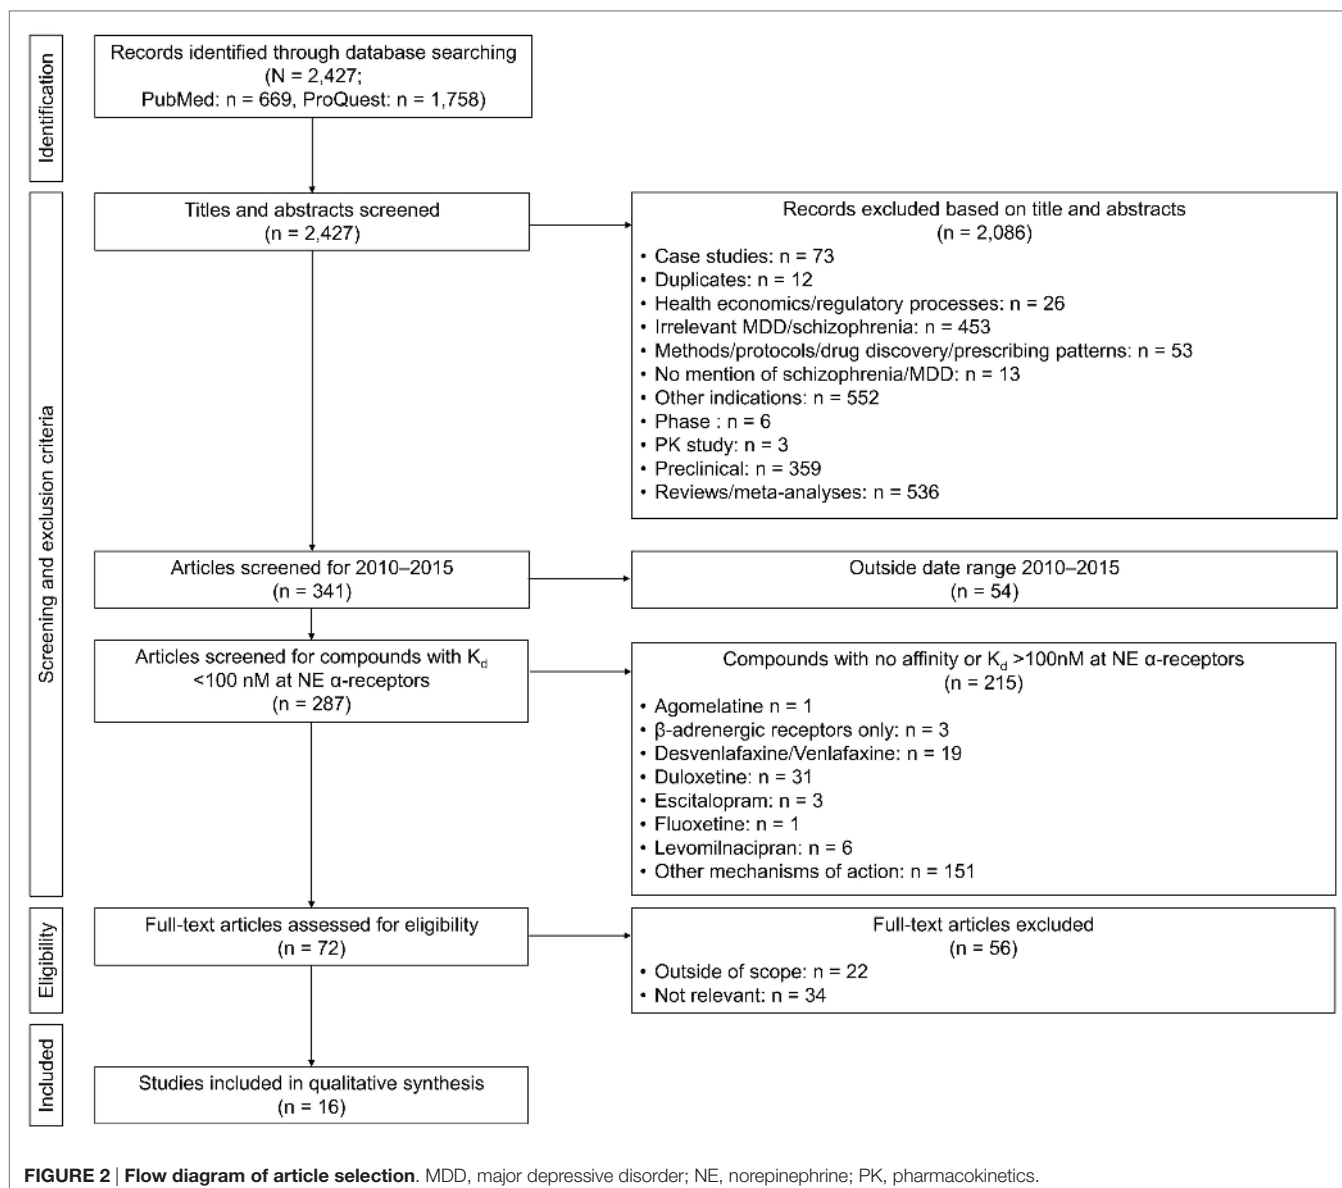 Identification
Records identified through database searching
(N = 2,427;
PubMed: n = 669, ProQuest: n = 1,758)
Screening and exclusion criteria
Titles and abstracts screened
(n = 2,427)
Records excluded based on title and abstracts
(n = 2,086)
• Case studies: n = 73
• Duplicates: n = 12
• Health economics/regulatory processes: n = 26
• Irrelevant MDD/schizophrenia: n = 453
• Methods/protocols/drug discovery/prescribing patterns: n = 53
• No mention of schizophrenia/MDD: n = 13
• Other indications: n = 552
• Phase : n = 6
• PK study: n = 3
• Preclinical: n = 359
• Reviews/meta-analyses: n = 536
Articles screened for 2010–2015
(n = 341)
Outside date range 2010–2015
(n = 54)
Articles screened for compounds with Kd
<100 nM at NE α-receptors
(n = 287)
Compounds with no affinity or Kd >100nM at NE α-receptors
(n = 215)
• Agomelatine n = 1
• β-adrenergic receptors only: n = 3
• Desvenlafaxine/Venlafaxine: n = 19
• Duloxetine: n = 31
• Escitalopram: n = 3
• Fluoxetine: n = 1
• Levomilnacipran: n = 6
• Other mechanisms of action: n = 151
Eligibility
Full-text articles assessed for eligibility
(n = 72)
Full-text articles excluded
(n = 56)
• Outside of scope: n = 22
• Not relevant: n = 34
Included
Studies included in qualitative synthesis
(n = 16)
FIGURE 2 | Flow diagram of article selection. MDD, major depressive disorder; NE, norepinephrine; PK, pharmacokinetics.